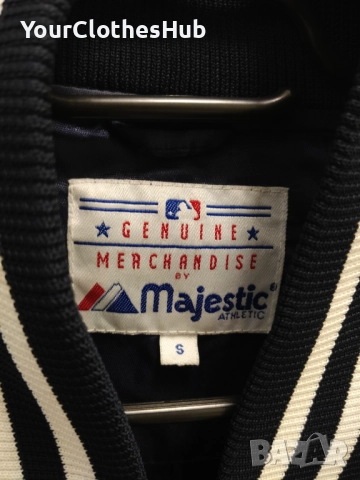 YourClothesHub
★ GENUINE ★
MERCHANDISE
BY
Majestic®
ATHLETIC
S
BAZAR